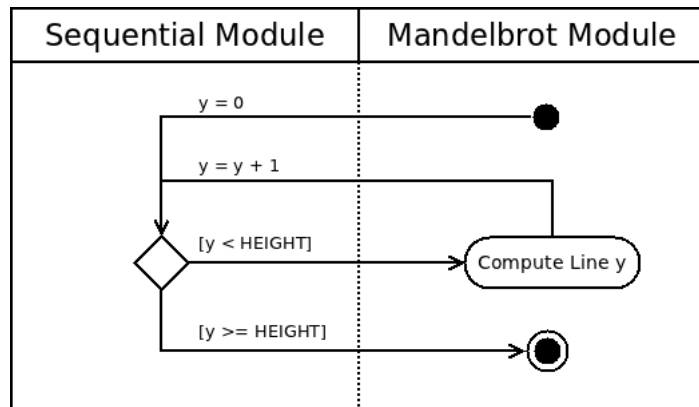 Sequential Module
Mandelbrot Module
y = 0
y = y + 1
[y < HEIGHT]
Compute Line y
[y >= HEIGHT]